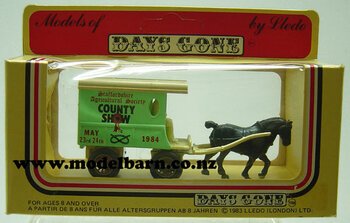 Models of
DAYS GONE
by Lledo
Staffordshire
Agricultural Society
COUNTY
SHOW
MAY
1984
23rd & 24th
www.modelbarn.co.nz
DAYS GONE
FOR AGES 8 AND OVER
A PARTIR DE 8 ANS FÜR ALLE ALTERSGRUPPEN AB 8 JAHREN © 1983 LLEDO (LONDON) LTD.